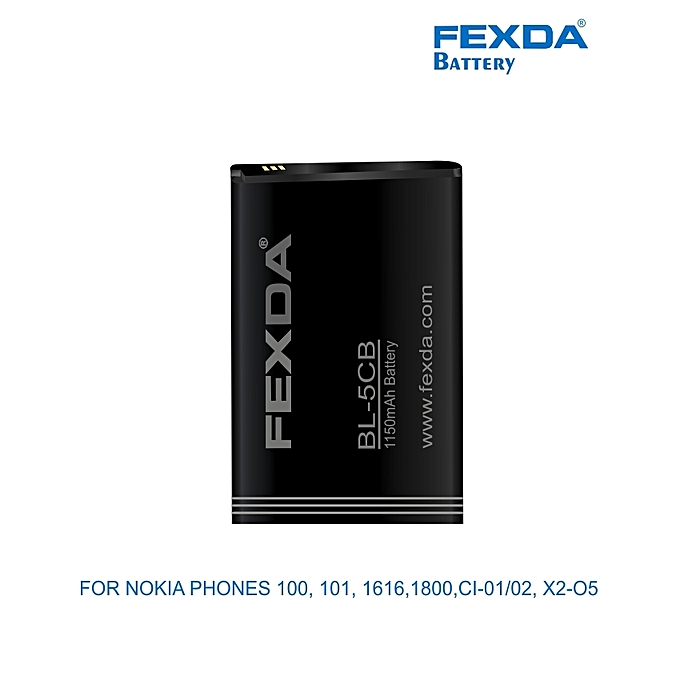 FEXDA®
BATTERY
FEXDA®
BL-5CB
1150mAh Battery
www.fexda.com
FOR NOKIA PHONES 100, 101, 1616,1800,CI-01/02, X2-O5